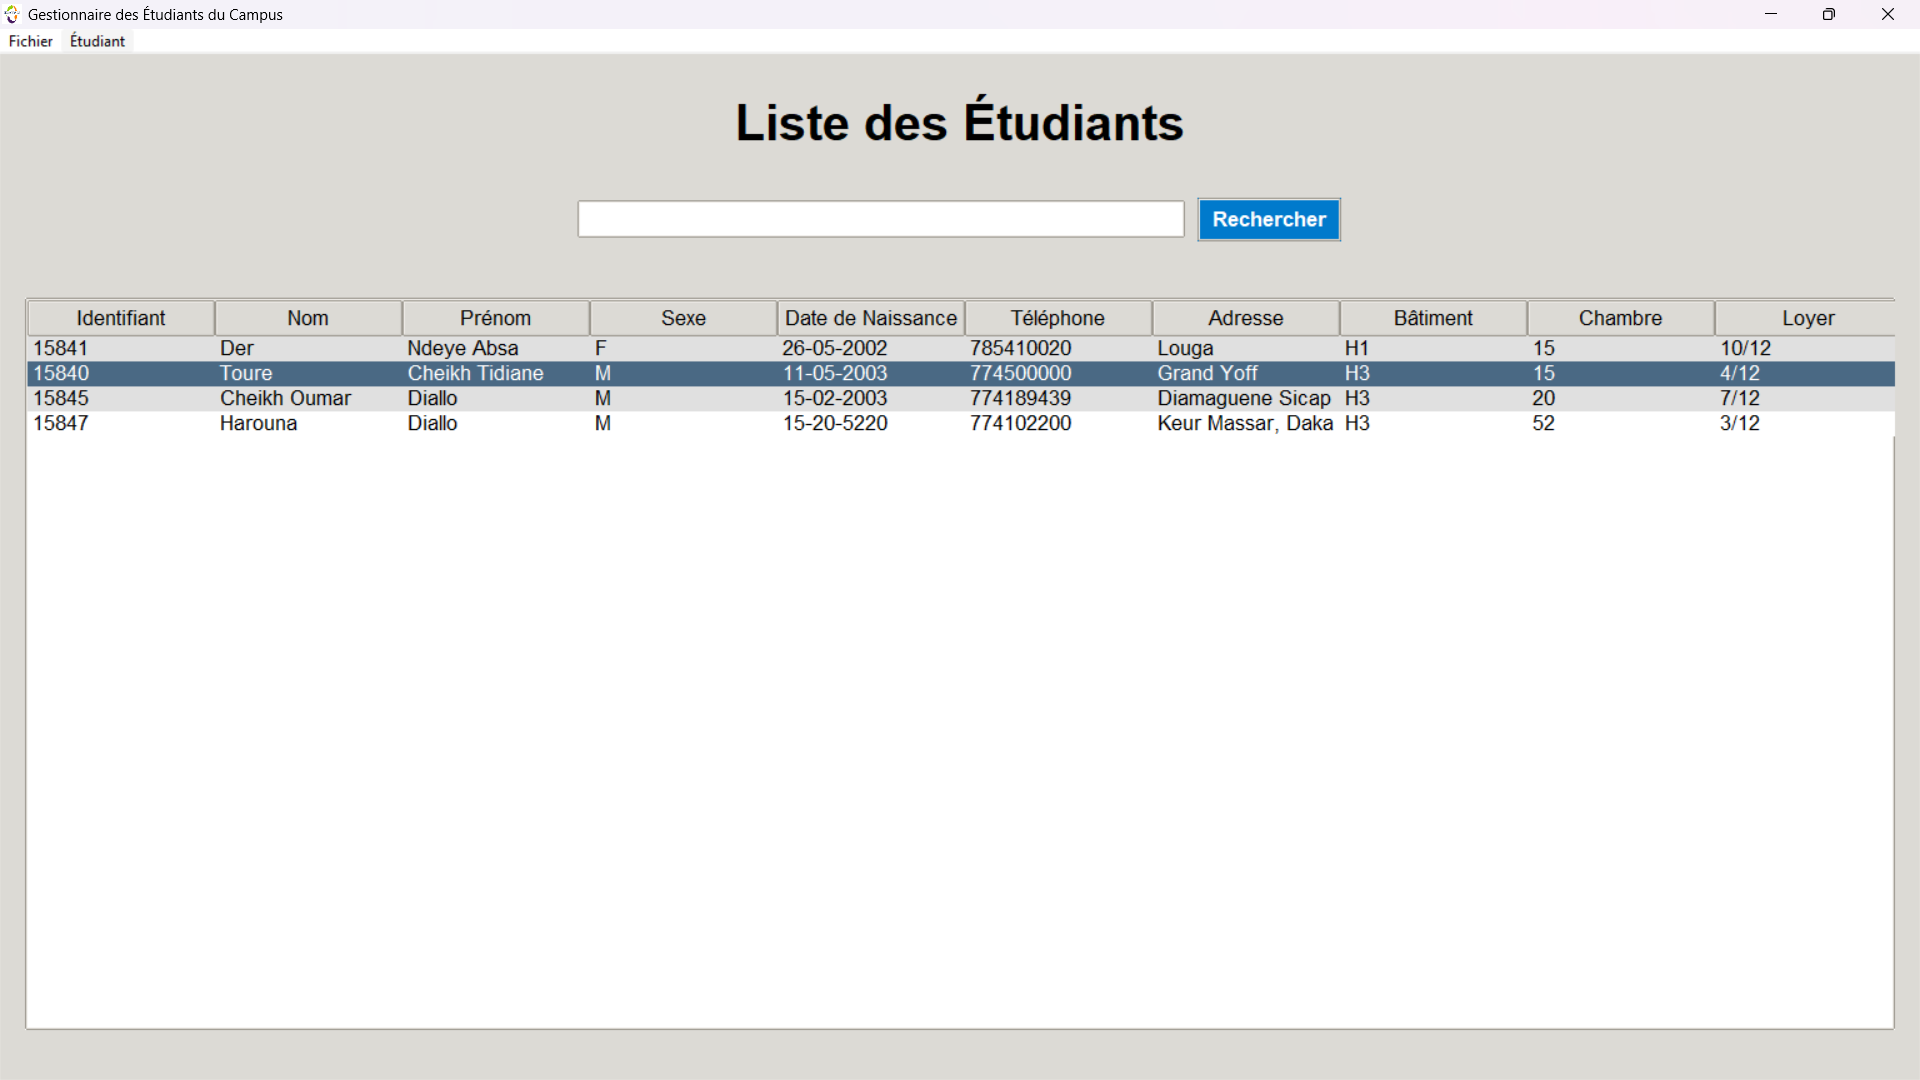 Gestionnaire des Étudiants du Campus
Fichier Étudiant
Liste des Étudiants
Rechercher
Identifiant Nom Prénom Sexe Date de Naissance Téléphone Adresse Bâtiment Chambre Loyer
15841 Der Ndeye Absa F 26-05-2002 785410020 Louga H1 15 10/12
15840 Toure Cheikh Tidiane M 11-05-2003 774500000 Grand Yoff H3 15 4/12
15845 Cheikh Oumar Diallo M 15-02-2003 774189439 Diamaguene Sicap H3 20 7/12
15847 Harouna Diallo M 15-20-5220 774102200 Keur Massar, Daka H3 52 3/12